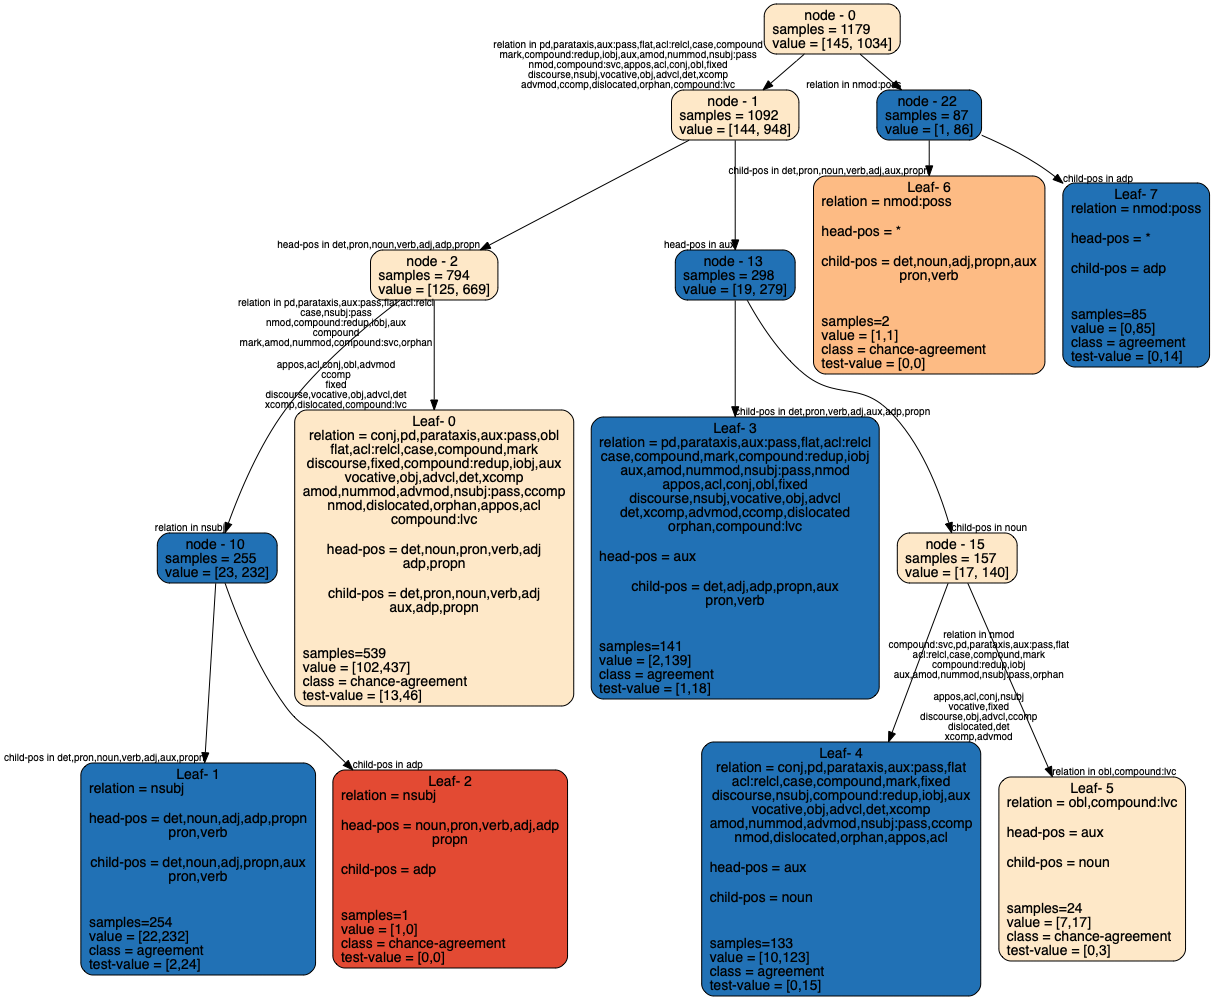 node - 0
samples = 1179
value = [145, 1034]
relation in pd,parataxis,aux:pass,flat,acl:relcl,case,compound
mark,compound:redup,iobj,aux,amod,nummod,nsubj:pass
nmod,compound:svc,appos,acl,conj,obl,fixed
discourse,nsubj,vocative,obj,advcl,det,xcomp
advmod,ccomp,dislocated,orphan,compound:lvc
relation in nmod:poss
node - 1
samples = 1092
value = [144, 948]
node - 22
samples = 87
value = [1, 86]
child-pos in det,pron,noun,verb,adj,aux,propn
child-pos in adp
Leaf- 6
relation = nmod:poss
head-pos = *
child-pos = det,noun,adj,propn,aux
pron,verb
samples=2
value = [1,1]
class = chance-agreement
test-value = [0,0]
Leaf- 7
relation = nmod:poss
head-pos = *
child-pos = adp
samples=85
value = [0,85]
class = agreement
test-value = [0,14]
head-pos in det,pron,noun,verb,adj,adp,propn
head-pos in aux
node - 2
samples = 794
value = [125, 669]
node - 13
samples = 298
value = [19, 279]
relation in pd,parataxis,aux:pass,flat,acl:relcl
case,nsubj:pass
nmod,compound:redup,iobj,aux
compound
mark,amod,nummod,compound:svc,orphan
appos,acl,conj,obl,advmod
ccomp
fixed
discourse,vocative,obj,advcl,det
xcomp,dislocated,compound:lvc
child-pos in det,pron,verb,adj,aux,adp,propn
Leaf- 0
relation = conj,pd,parataxis,aux:pass,obl
flat,acl:relcl,case,compound,mark
discourse,fixed,compound:redup,iobj,aux
vocative,obj,advcl,det,xcomp
amod,nummod,advmod,nsubj:pass,ccomp
nmod,dislocated,orphan,appos,acl
compound:lvc
head-pos = det,noun,pron,verb,adj
adp,propn
child-pos = det,pron,noun,verb,adj
aux,adp,propn
samples=539
value = [102,437]
class = chance-agreement
test-value = [13,46]
Leaf- 3
relation = pd,parataxis,aux:pass,flat,acl:relcl
case,compound,mark,compound:redup,iobj
aux,amod,nummod,nsubj:pass,nmod
appos,acl,conj,obl,fixed
discourse,nsubj,vocative,obj,advcl
det,xcomp,advmod,ccomp,dislocated
orphan,compound:lvc
head-pos = aux
child-pos = det,adj,adp,propn,aux
pron,verb
samples=141
value = [2,139]
class = agreement
test-value = [1,18]
relation in nsubj
child-pos in noun
node - 10
samples = 255
value = [23, 232]
node - 15
samples = 157
value = [17, 140]
relation in nmod
compound:svc,pd,parataxis,aux:pass,flat
acl:relcl,case,compound,mark
compound:redup,iobj
aux,amod,nummod,nsubj:pass,orphan
appos,acl,conj,nsubj
vocative,fixed
discourse,obj,advcl,ccomp
dislocated,det
xcomp,advmod
child-pos in det,pron,noun,verb,adj,aux,propn
child-pos in adp
relation in obl,compound:lvc
Leaf- 1
relation = nsubj
head-pos = det,noun,adj,adp,propn
pron,verb
child-pos = det,noun,adj,propn,aux
pron,verb
samples=254
value = [22,232]
class = agreement
test-value = [2,24]
Leaf- 2
relation = nsubj
head-pos = noun,pron,verb,adj,adp
propn
child-pos = adp
samples=1
value = [1,0]
class = chance-agreement
test-value = [0,0]
Leaf- 4
relation = conj,pd,parataxis,aux:pass,flat
acl:relcl,case,compound,mark,fixed
discourse,nsubj,compound:redup,iobj,aux
vocative,obj,advcl,det,xcomp
amod,nummod,advmod,nsubj:pass,ccomp
nmod,dislocated,orphan,appos,acl
head-pos = aux
child-pos = noun
samples=133
value = [10,123]
class = agreement
test-value = [0,15]
Leaf- 5
relation = obl,compound:lvc
head-pos = aux
child-pos = noun
samples=24
value = [7,17]
class = chance-agreement
test-value = [0,3]